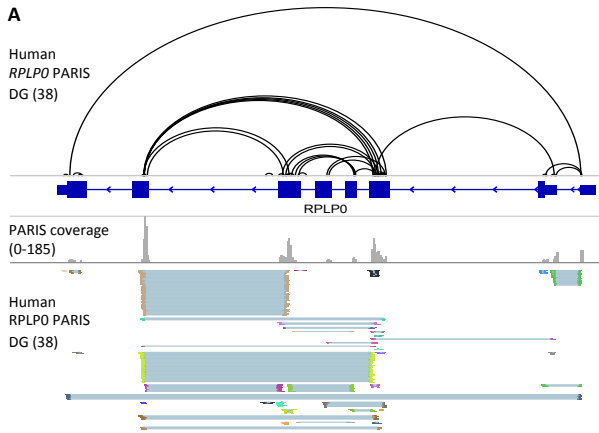 A
Human
RPLP0 PARIS
DG (38)
RPLP0
PARIS coverage
(0-185)
Human
RPLP0 PARIS
DG (38)